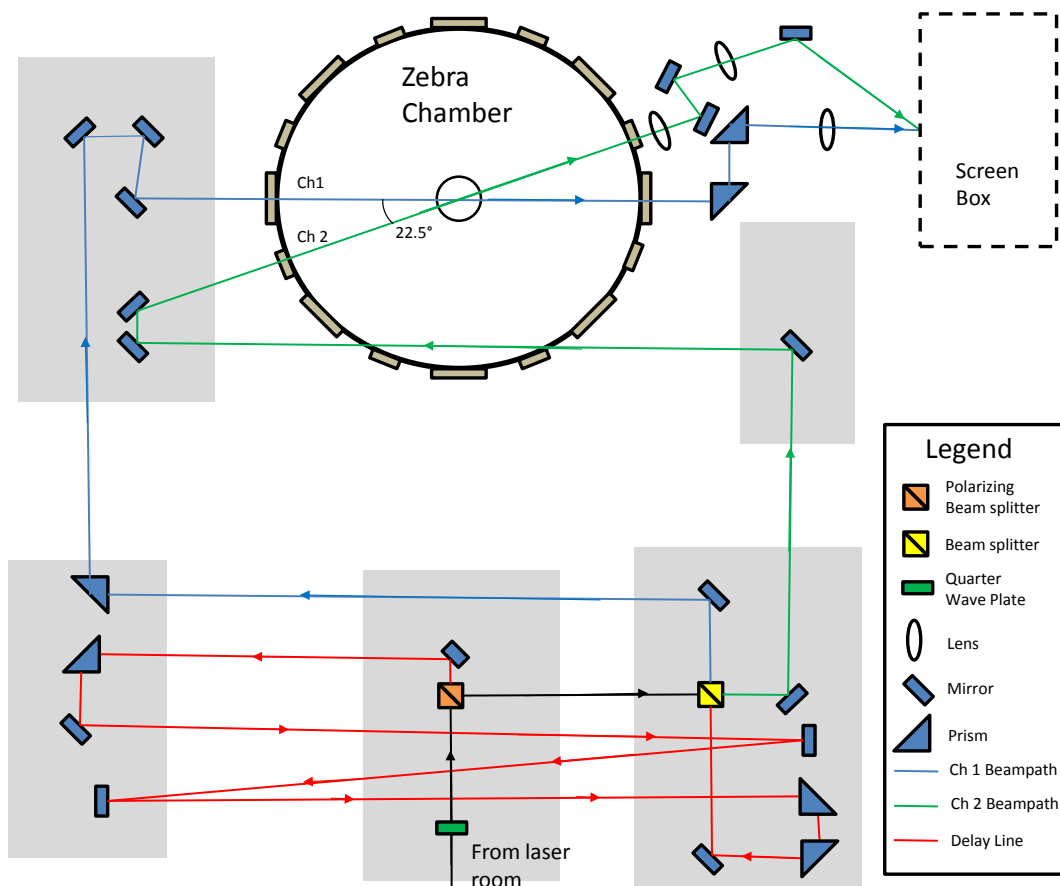 Zebra
Chamber
Ch1
Ch 2
22.5°
Screen
Box
Legend
Polarizing
Beam splitter
Beam splitter
Quarter
Wave Plate
Lens
Mirror
Prism
Ch 1 Beampath
Ch 2 Beampath
Delay Line
From laser
room